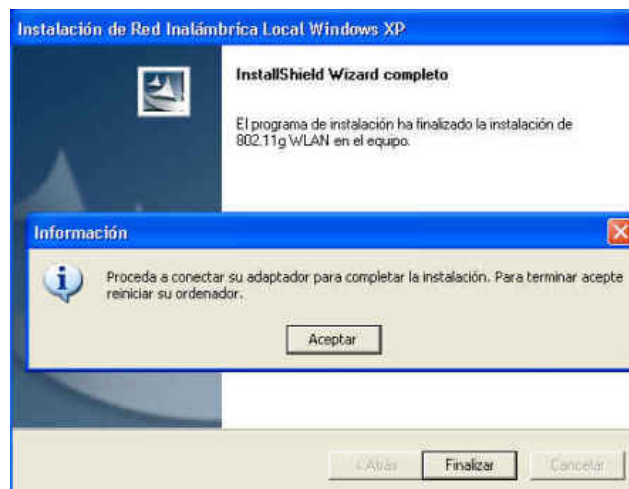 Instalación de Red Inalámbrica Local Windows XP
InstallShield Wizard completo
El programa de instalación ha finalizado la instalación de
802.11g WLAN en el equipo.
Información
Proceda a conectar su adaptador para completar la instalación. Para terminar acepte
reiniciar su ordenador.
Aceptar
< Atrás Finalizar Cancelar